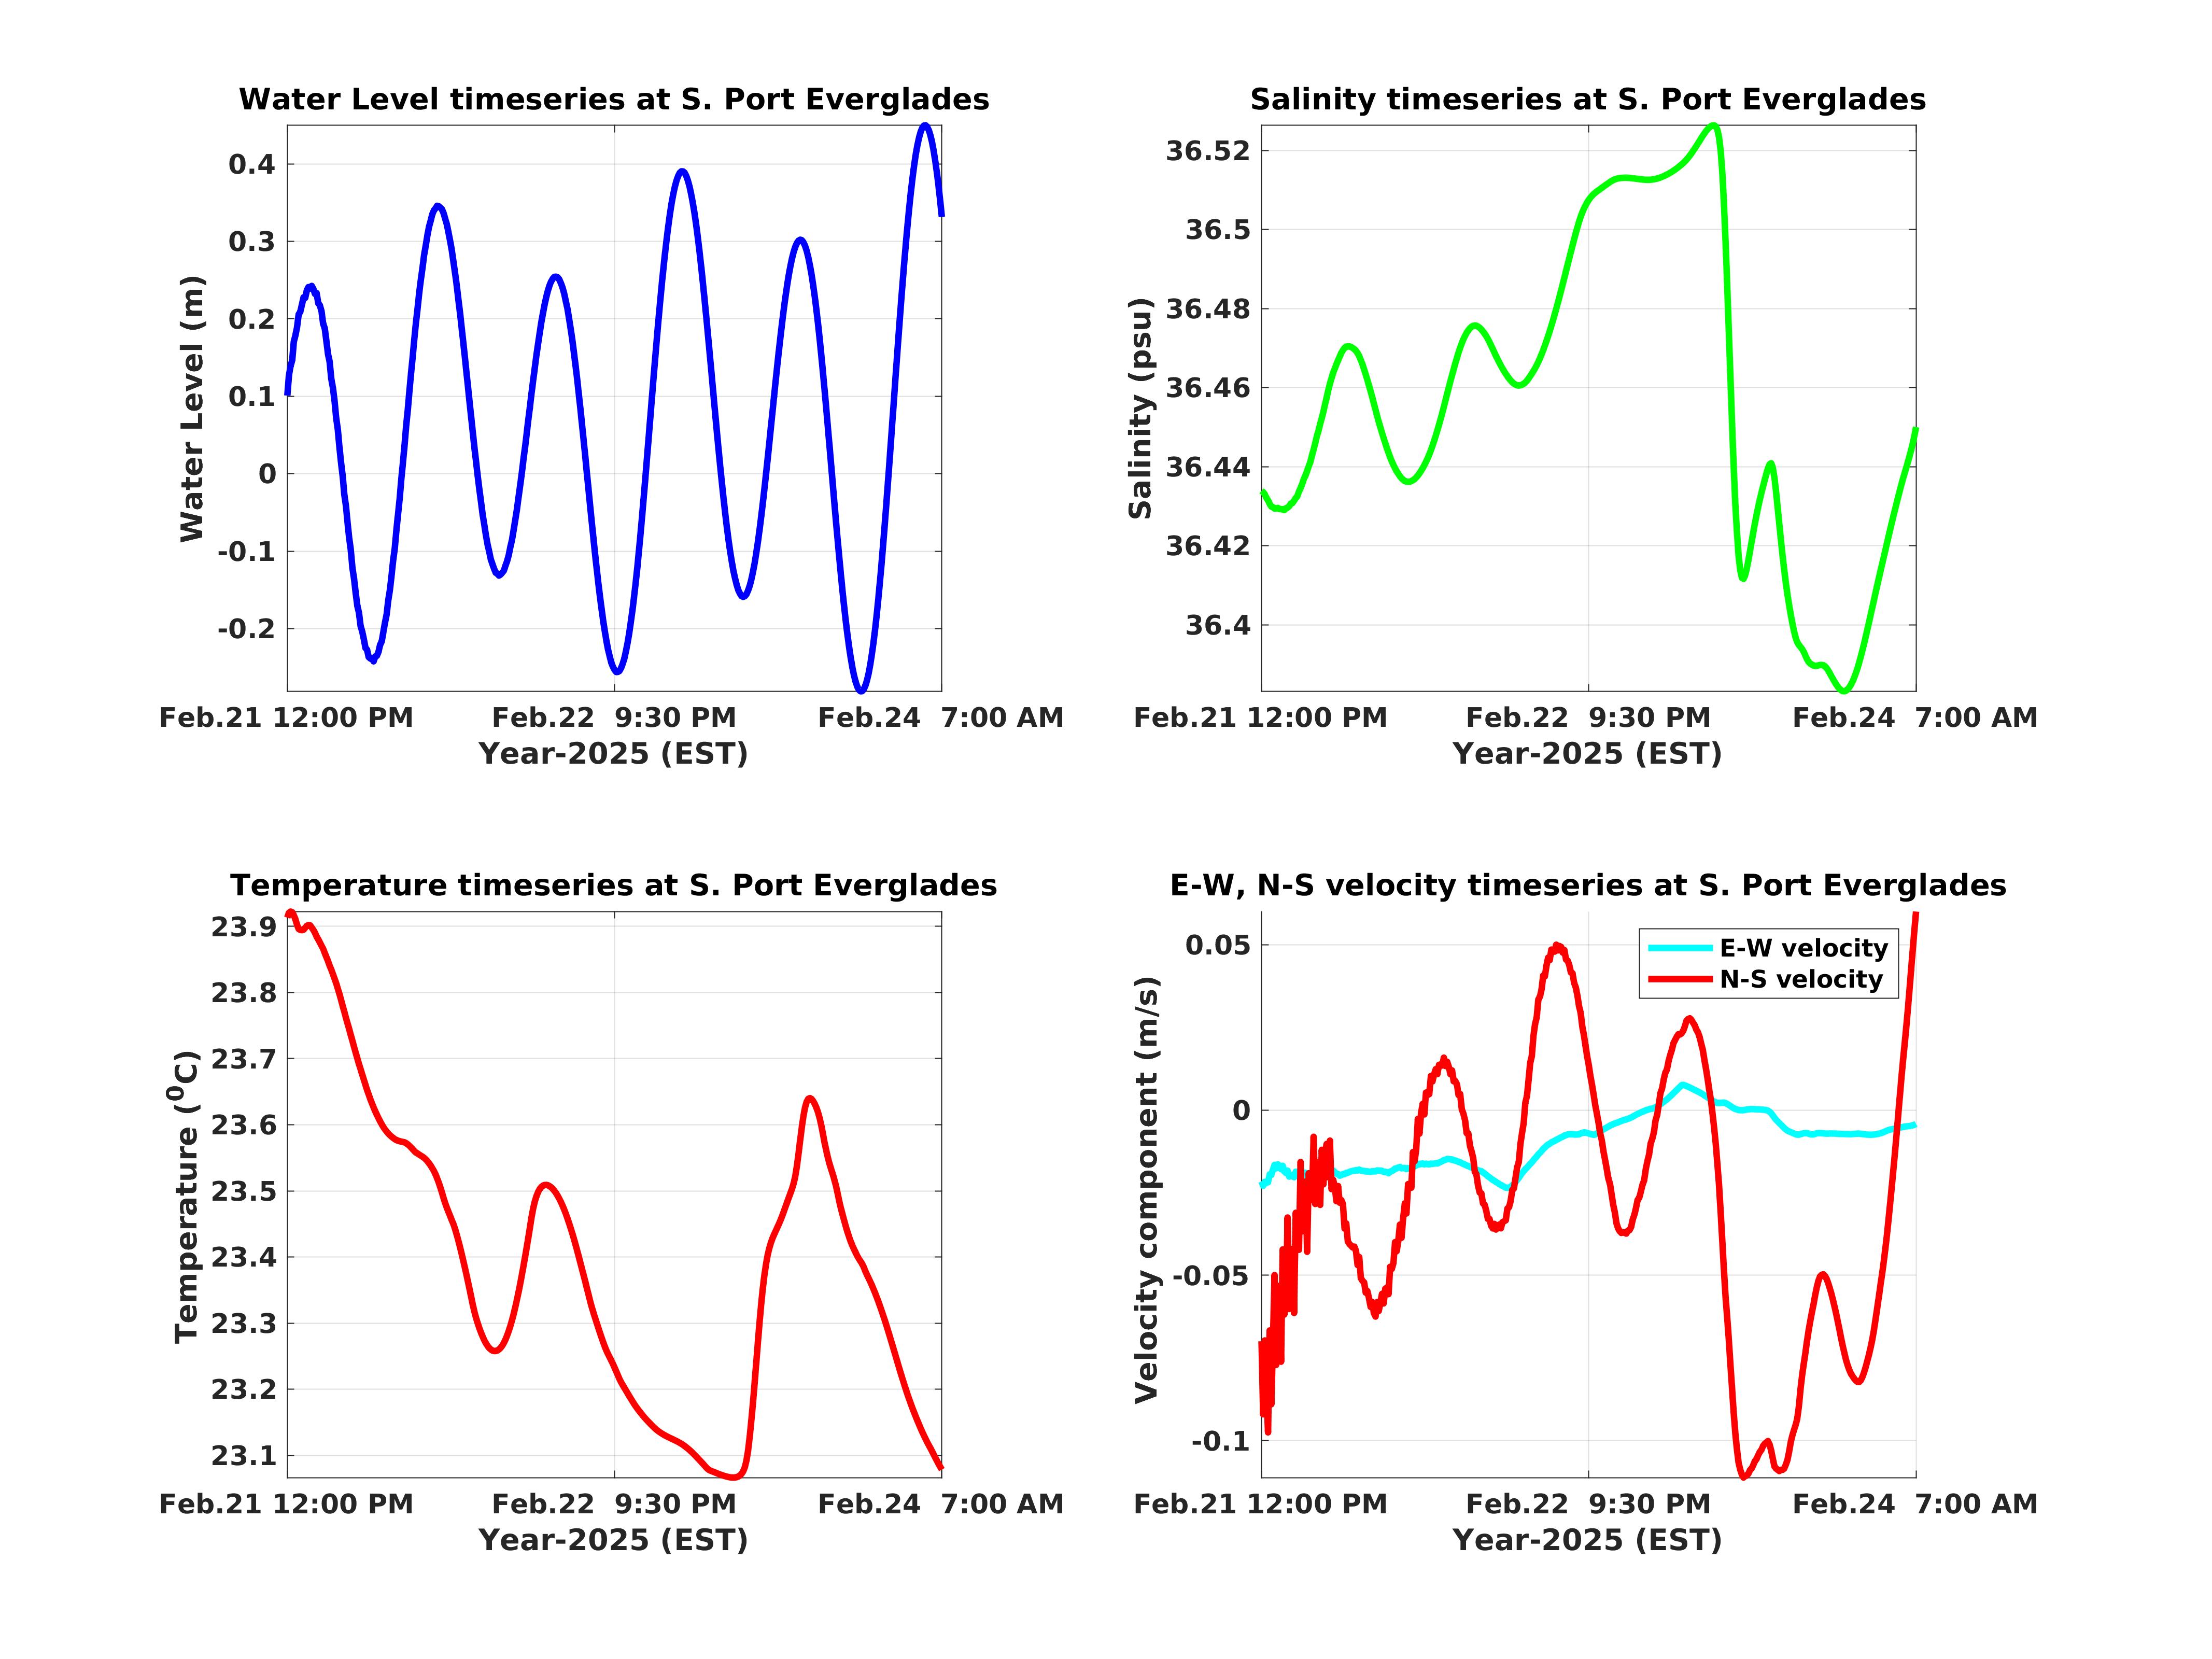 Water Level timeseries at S. Port Everglades
0.4
0.3
0.2
0.1
0
-0.1
-0.2
Water Level (m)
Feb.21 12:00 PM
Feb.22  9:30 PM
Feb.24  7:00 AM
Year-2025 (EST)
Salinity timeseries at S. Port Everglades
36.52
36.5
36.48
36.46
36.44
36.42
36.4
Salinity (psu)
Feb.21 12:00 PM
Feb.22  9:30 PM
Feb.24  7:00 AM
Year-2025 (EST)
Temperature timeseries at S. Port Everglades
23.9
23.8
23.7
23.6
23.5
23.4
23.3
23.2
23.1
Temperature (⁰C)
Feb.21 12:00 PM
Feb.22  9:30 PM
Feb.24  7:00 AM
Year-2025 (EST)
E-W, N-S velocity timeseries at S. Port Everglades
E-W velocity
N-S velocity
0.05
0
-0.05
-0.1
Velocity component (m/s)
Feb.21 12:00 PM
Feb.22  9:30 PM
Feb.24  7:00 AM
Year-2025 (EST)